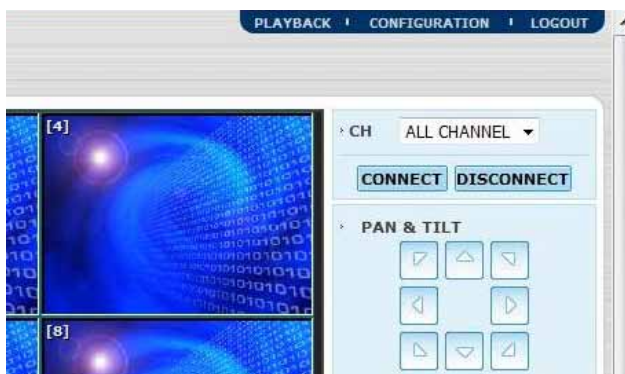 PLAYBACK CONFIGURATION LOGOUT
[4]
CH ALL CHANNEL
CONNECT DISCONNECT
PAN & TILT
[8]